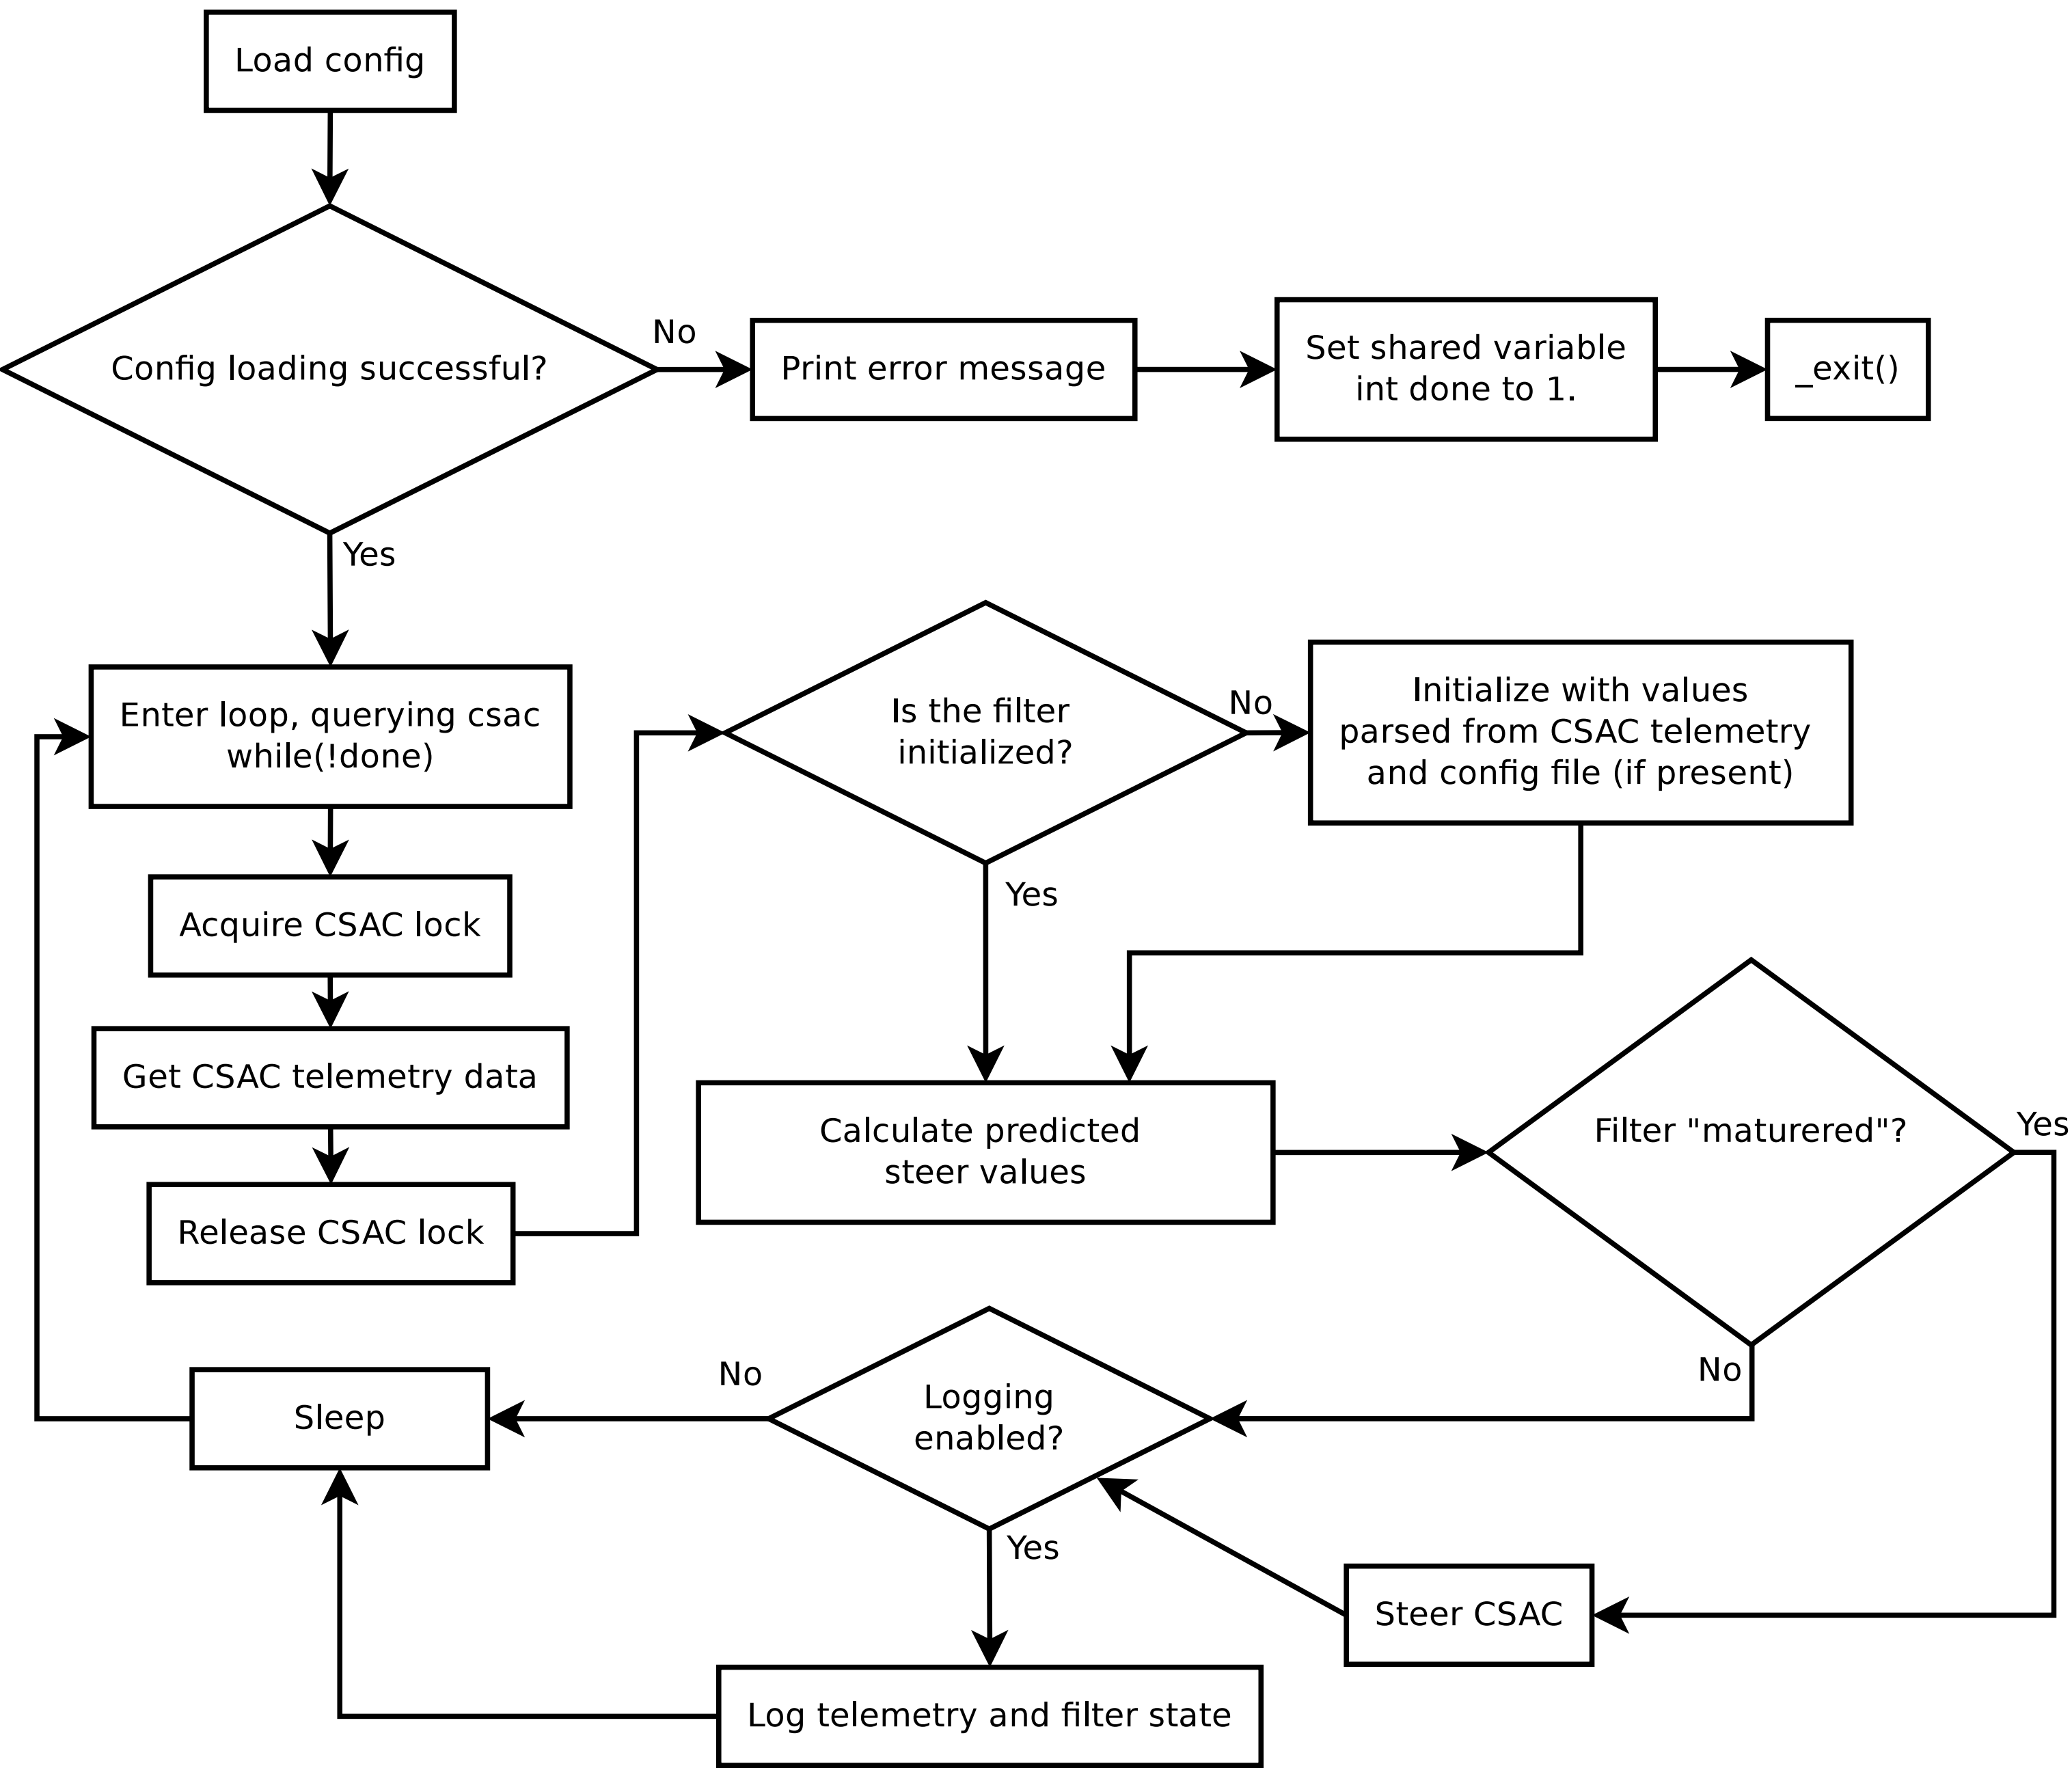 Load config
Config loading successful?
No
Print error message
Set shared variable
int done to 1.
_exit()
Yes
Enter loop, querying csac
while(!done)
Acquire CSAC lock
Get CSAC telemetry data
Release CSAC lock
Is the filter
initialized?
No
Initialize with values
parsed from CSAC telemetry
and config file (if present)
Yes
Calculate predicted
steer values
Filter "maturered"?
Yes
No
Logging
enabled?
No
Sleep
Yes
Steer CSAC
Log telemetry and filter state